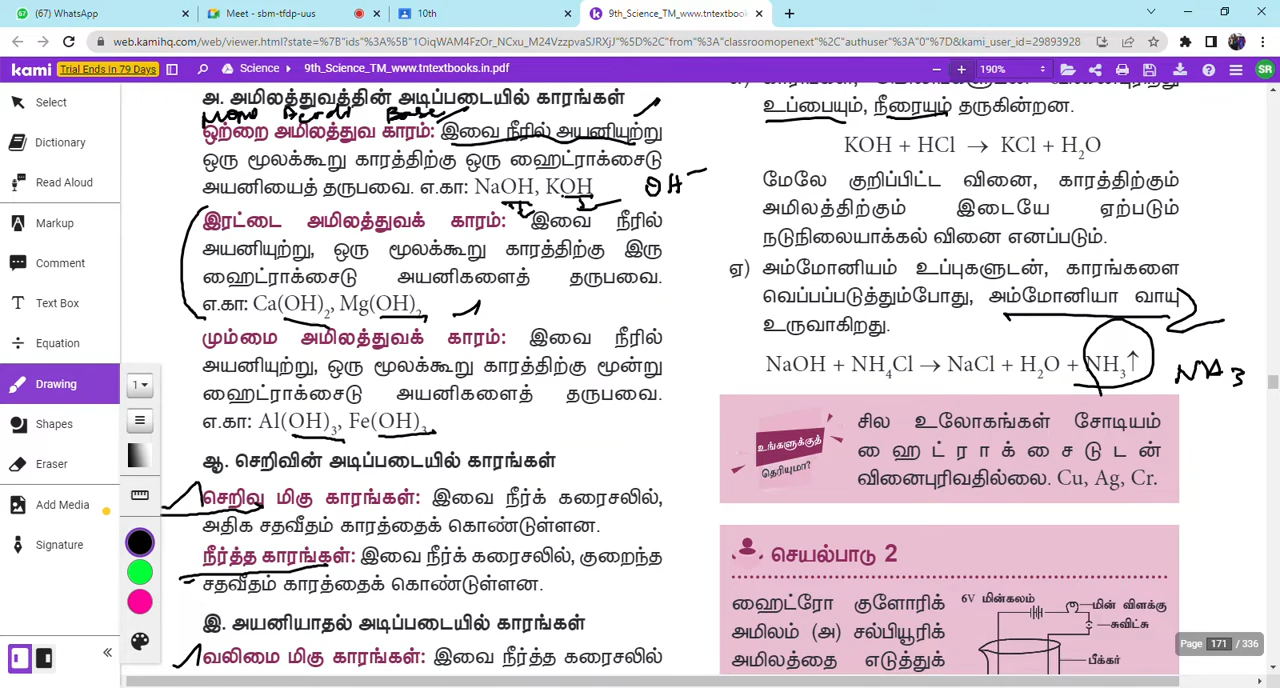 (67) WhatsApp
Meet - sbm-tfdp-uus
10th
9th_Science_TM_www.tntextbooks.in.pdf
web.kamihq.com/web/viewer.html?state=%7B"ids"%3A%5B"1OiqWAM4FzOr_NCxu_M24VzzpvaSJRXjJ"%5D%2C"from"%3A"classroomopennext"%2C"authuser"%3A"0"%7D&kami_user_id=29893928
kami
Trial Ends In 79 Days
Science
9th_Science_TM_www.tntextbooks.in.pdf
190%
SR
Select
Dictionary
Read Aloud
Markup
Comment
Text Box
Equation
Drawing
Shapes
Eraser
Add Media
Signature
1
அ. அமிலத்துவத்தின் அடிப்படையில் காரங்கள்
ஒற்றை அமிலத்துவ காரம்: இவை நீரில் அயனியுற்று
ஒரு மூலக்கூறு காரத்திற்கு ஒரு ஹைட்ராக்சைடு
அயனியைத் தருபவை. எ.கா: NaOH, KOH
OH⁻
இரட்டை அமிலத்துவக் காரம்: இவை நீரில்
அயனியுற்று, ஒரு மூலக்கூறு காரத்திற்கு இரு
ஹைட்ராக்சைடு அயனிகளைத் தருபவை.
எ.கா: Ca(OH)₂, Mg(OH)₂
மும்மை அமிலத்துவக் காரம்: இவை நீரில்
அயனியுற்று, ஒரு மூலக்கூறு காரத்திற்கு மூன்று
ஹைட்ராக்சைடு அயனிகளைத் தருபவை.
எ.கா: Al(OH)₃, Fe(OH)₃
ஆ. செறிவின் அடிப்படையில் காரங்கள்
செறிவு மிகு காரங்கள்: இவை நீர்க் கரைசலில்,
அதிக சதவீதம் காரத்தைக் கொண்டுள்ளன.
நீர்த்த காரங்கள்: இவை நீர்க் கரைசலில், குறைந்த
சதவீதம் காரத்தைக் கொண்டுள்ளன.
இ. அயனியாதல் அடிப்படையில் காரங்கள்
வலிமை மிகு காரங்கள்: இவை நீர்த்த கரைசலில்
உப்பையும், நீரையும் தருகின்றன.
KOH + HCl → KCl + H₂O
மேலே குறிப்பிட்ட வினை, காரத்திற்கும்
அமிலத்திற்கும் இடையே ஏற்படும்
நடுநிலையாக்கல் வினை எனப்படும்.
ஏ) அம்மோனியம் உப்புகளுடன், காரங்களை
வெப்பப்படுத்தும்போது, அம்மோனியா வாயு
உருவாகிறது.
NaOH + NH₄Cl → NaCl + H₂O + NH₃↑
NH3
உங்களுக்குத்
தெரியுமா?
சில உலோகங்கள் சோடியம்
ஹைட்ராக்சைடுடன்
வினைபுரிவதில்லை. Cu, Ag, Cr.
செயல்பாடு 2
ஹைட்ரோ குளோரிக்
அமிலம் (அ) சல்பியூரிக்
அமிலத்தை எடுத்துக்
6V மின்கலம்
மின் விளக்கு
சுவிட்சு
பீக்கர்
Page 171 / 336